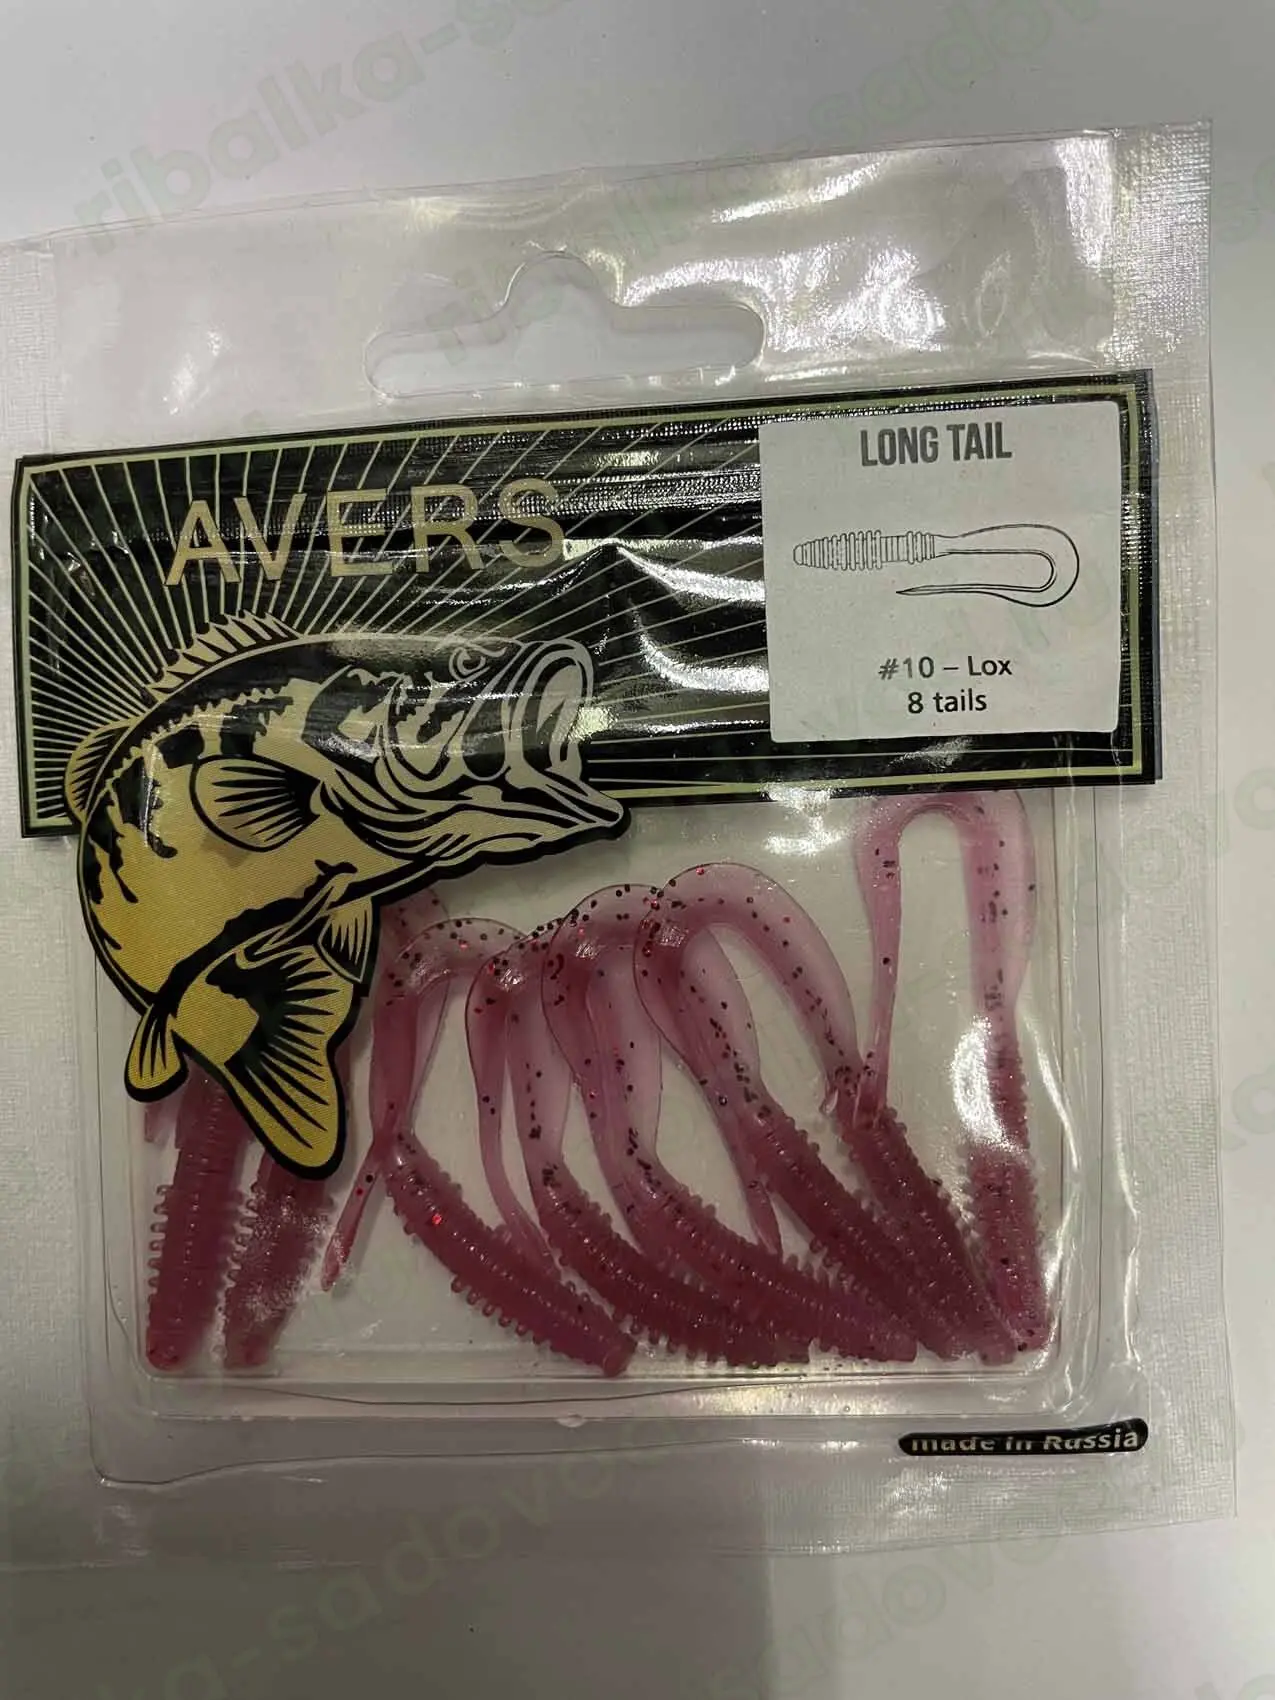 AVERS
LONG TAIL
#10 – Lox
8 tails
made in Russia